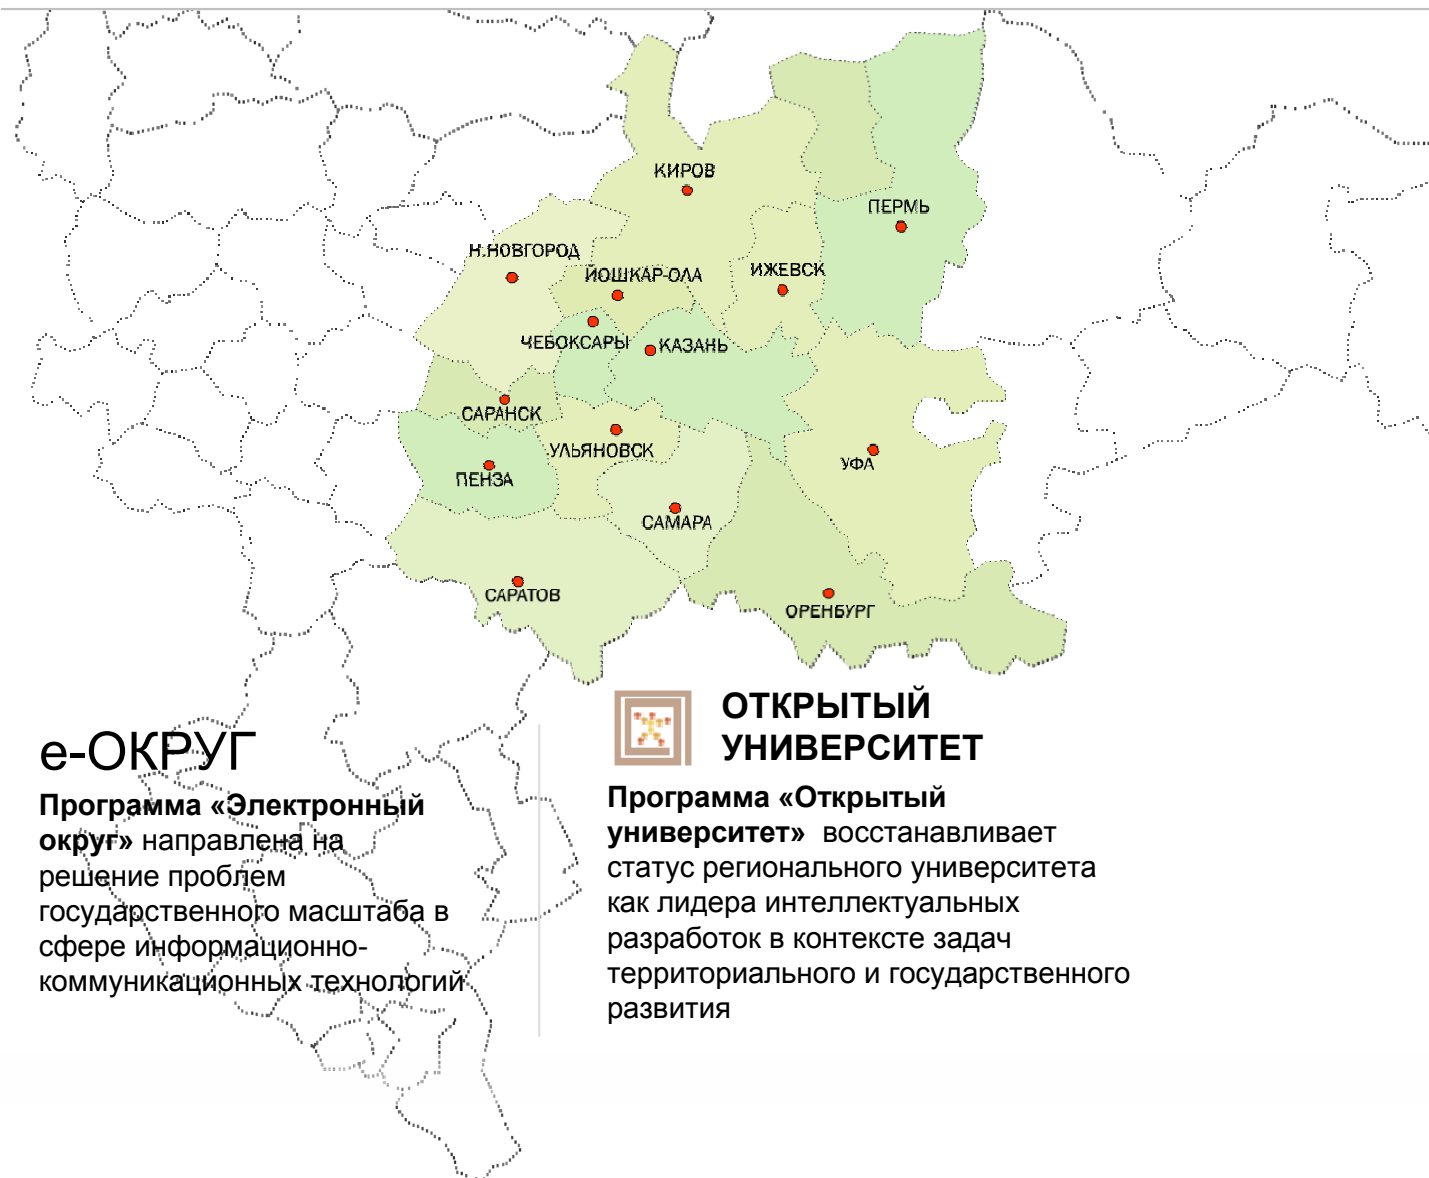 КИРОВ
ПЕРМЬ
Н.НОВГОРОД
ЙОШКАР-ОЛА
ИЖЕВСК
ЧЕБОКСАРЫ
КАЗАНЬ
САРАНСК
УЛЬЯНОВСК
УФА
ПЕНЗА
САМАРА
САРАТОВ
ОРЕНБУРГ
е-ОКРУГ
Программа «Электронный
округ» направлена на
решение проблем
государственного масштаба в
сфере информационно-
коммуникационных технологий
ОТКРЫТЫЙ
УНИВЕРСИТЕТ
Программа «Открытый
университет» восстанавливает
статус регионального университета
как лидера интеллектуальных
разработок в контексте задач
территориального и государственного
развития